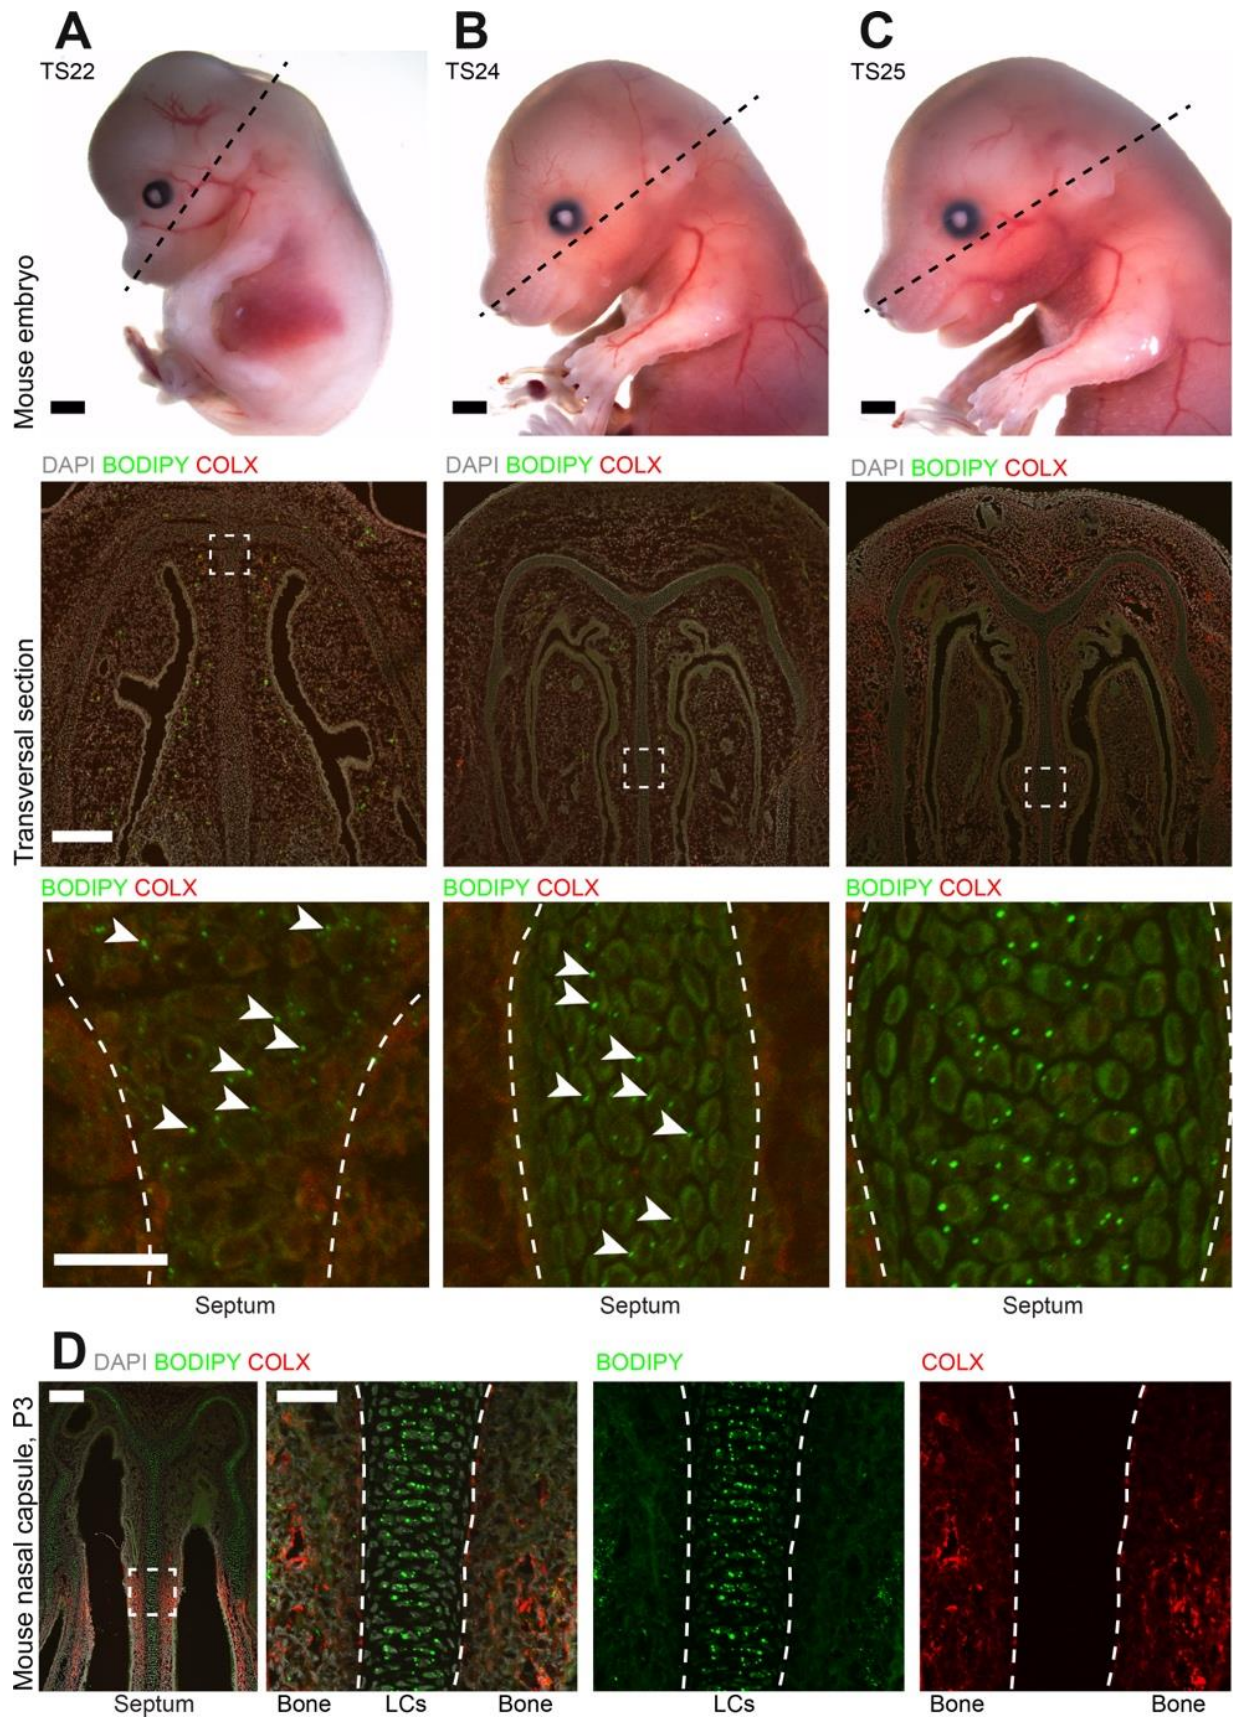 A
B
C
TS22
TS24
TS25
Mouse embryo
DAPI BODIPY COLX
DAPI BODIPY COLX
DAPI BODIPY COLX
Transversal section
BODIPY COLX
BODIPY COLX
BODIPY COLX
Septum
Septum
Septum
D
DAPI BODIPY COLX
BODIPY
COLX
Mouse nasal capsule, P3
Septum
Bone
LCs
Bone
LCs
Bone
Bone